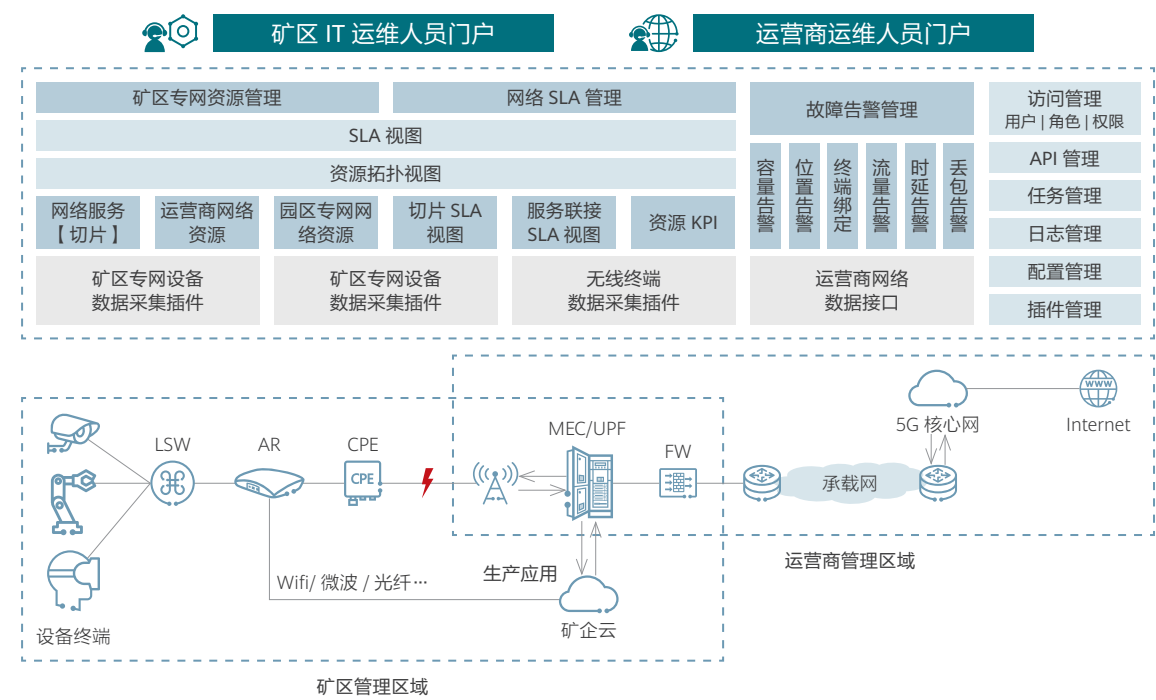 矿区 IT 运维人员门户
运营商运维人员门户
矿区专网资源管理
网络 SLA 管理
SLA 视图
资源拓扑视图
网络服务
【 切片 】
运营商网络
资源
园区专网网
络资源
切片 SLA
视图
服务联接
SLA 视图
资源 KPI
矿区专网设备
数据采集插件
矿区专网设备
数据采集插件
无线终端
数据采集插件
故障告警管理
容量告警
位置告警
终端绑定
流量告警
时延告警
丢包告警
运营商网络
数据接口
访问管理
用户 | 角色 | 权限
API 管理
任务管理
日志管理
配置管理
插件管理
LSW
AR
CPE
CPE
MEC/UPF
FW
5G 核心网
WWW
Internet
承载网
运营商管理区域
Wifi/ 微波 / 光纤…
生产应用
矿企云
设备终端
矿区管理区域